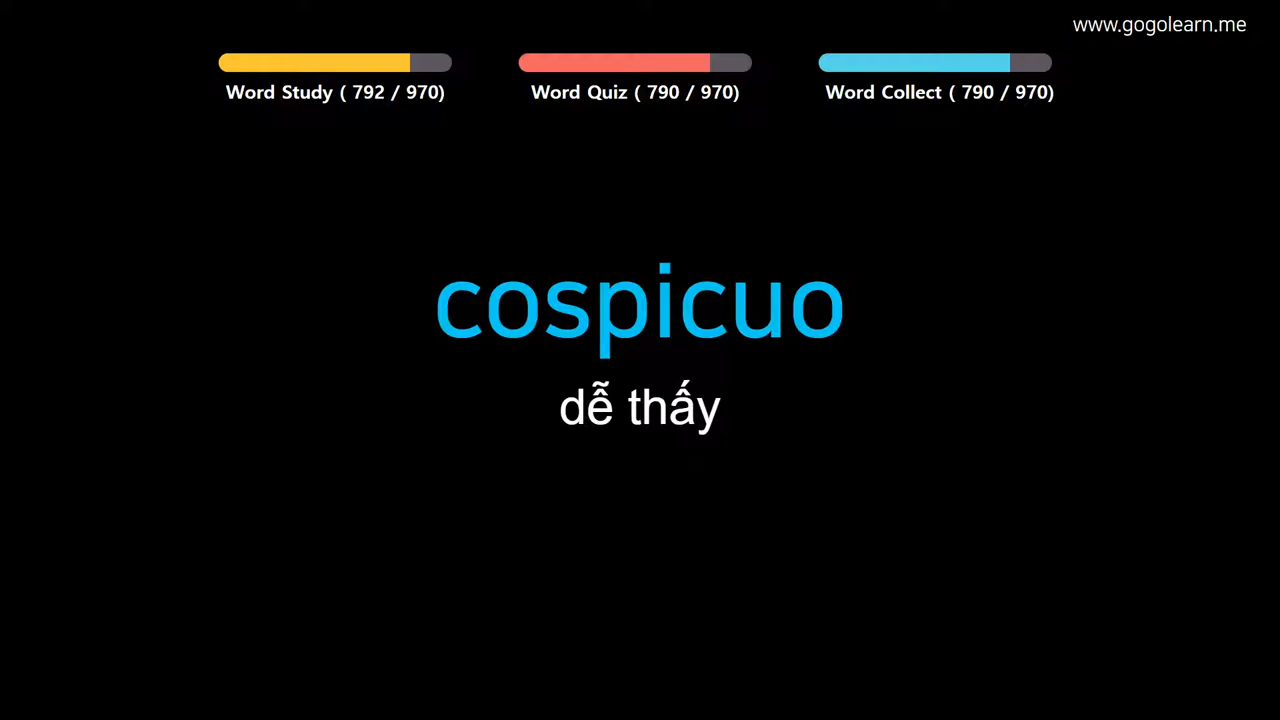 www.gogolearn.me
Word Study ( 792 / 970)
Word Quiz ( 790 / 970)
Word Collect ( 790 / 970)
cospicuo
dễ thấy